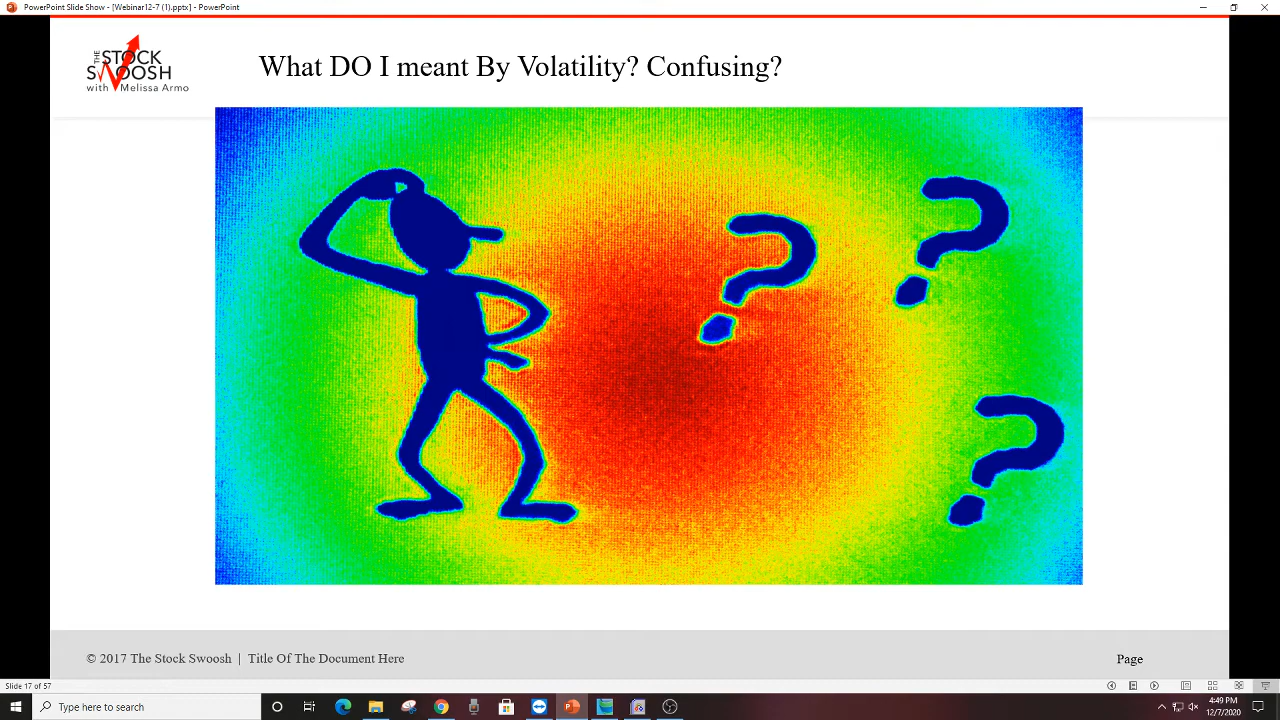 PowerPoint Slide Show - [Webinar12-7 (1).pptx] - PowerPoint
THE STOCK
SWOOSH
with Melissa Armo
What DO I meant By Volatility? Confusing?
? ? ?
© 2017 The Stock Swoosh | Title Of The Document Here
Page
Slide 17 of 57
Type here to search
4:49 PM
12/7/2020